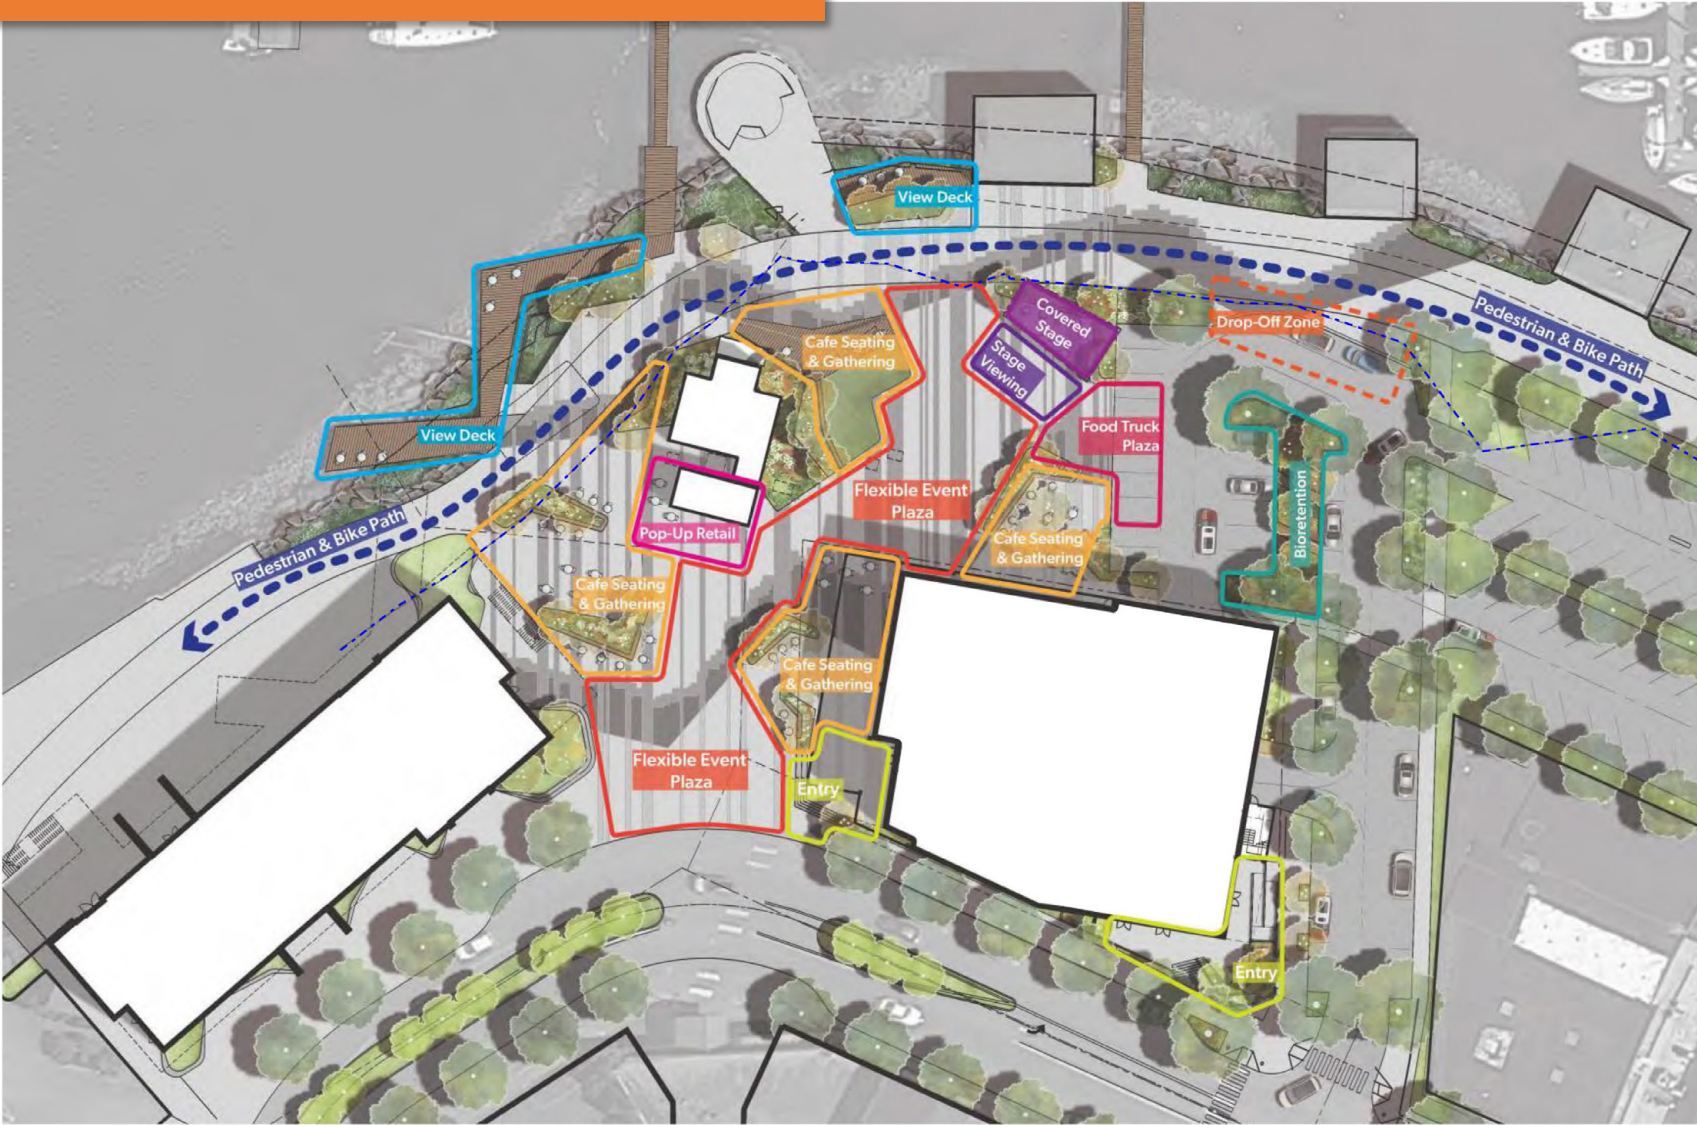 View Deck
Pedestrian & Bike Path
Covered
Stage
Drop-Off Zone
Cafe Seating
& Gathering
Stage
Viewing
View Deck
Food Truck
Plaza
Flexible Event
Plaza
Bioretention
Pop-Up Retail
Pedestrian & Bike Path
Cafe Seating
& Gathering
Cafe Seating
& Gathering
Cafe Seating
& Gathering
Flexible Event
Plaza
Entry
Entry